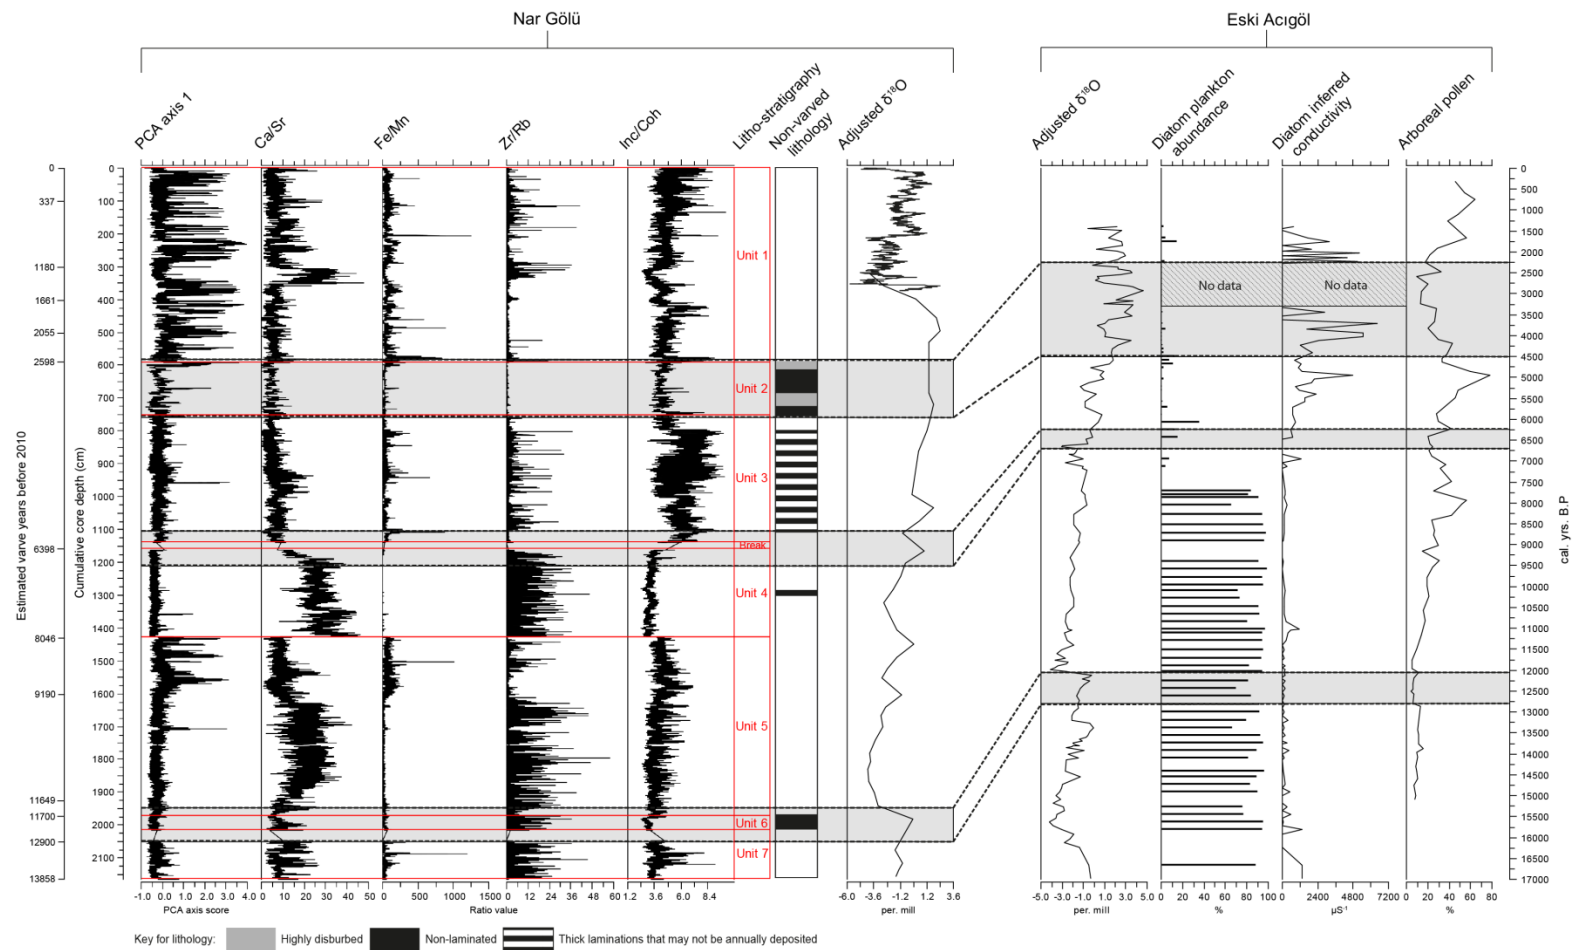 Nar Gölü
Eski Acıgöl
PCA axis 1
Ca/Sr
Fe/Mn
Zr/Rb
Inc/Coh
Litho-stratigraphy
Non-varved
lithology
Adjusted δ¹⁸O
Adjusted δ¹⁸O
Diatom plankton
abundance
Diatom inferred
conductivity
Arboreal pollen
Estimated varve years before 2010
0
337
1180
1661
2055
2598
6398
8046
9190
11649
11700
12900
13858
Cumulative core depth (cm)
0
100
200
300
400
500
600
700
800
900
1000
1100
1200
1300
1400
1500
1600
1700
1800
1900
2000
2100
Unit 1
Unit 2
Unit 3
Break
Unit 4
Unit 5
Unit 6
Unit 7
No data
No data
0
500
1000
1500
2000
2500
3000
3500
4000
4500
5000
5500
6000
6500
7000
7500
8000
8500
9000
9500
10000
10500
11000
11500
12000
12500
13000
13500
14000
14500
15000
15500
16000
16500
17000
cal. yrs. B.P
-1.0 0.0 1.0 2.0 3.0 4.0
0 10 20 30 40 50
0 500 1000 1500
0 12 24 36 48 60
1.2 3.6 6.0 8.4
-6.0 -3.6 -1.2 1.2 3.6
-5.0 -2.5 0.0 2.5 5.0
0 20 40 60 80 100
0 2400 4800 7200
0 20 40 60 80
PCA axis score
Ratio value
per. mill
per. mill
%
µS⁻¹
%
Key for lithology:
Highly disburbed
Non-laminated
Thick laminations that may not be annually deposited